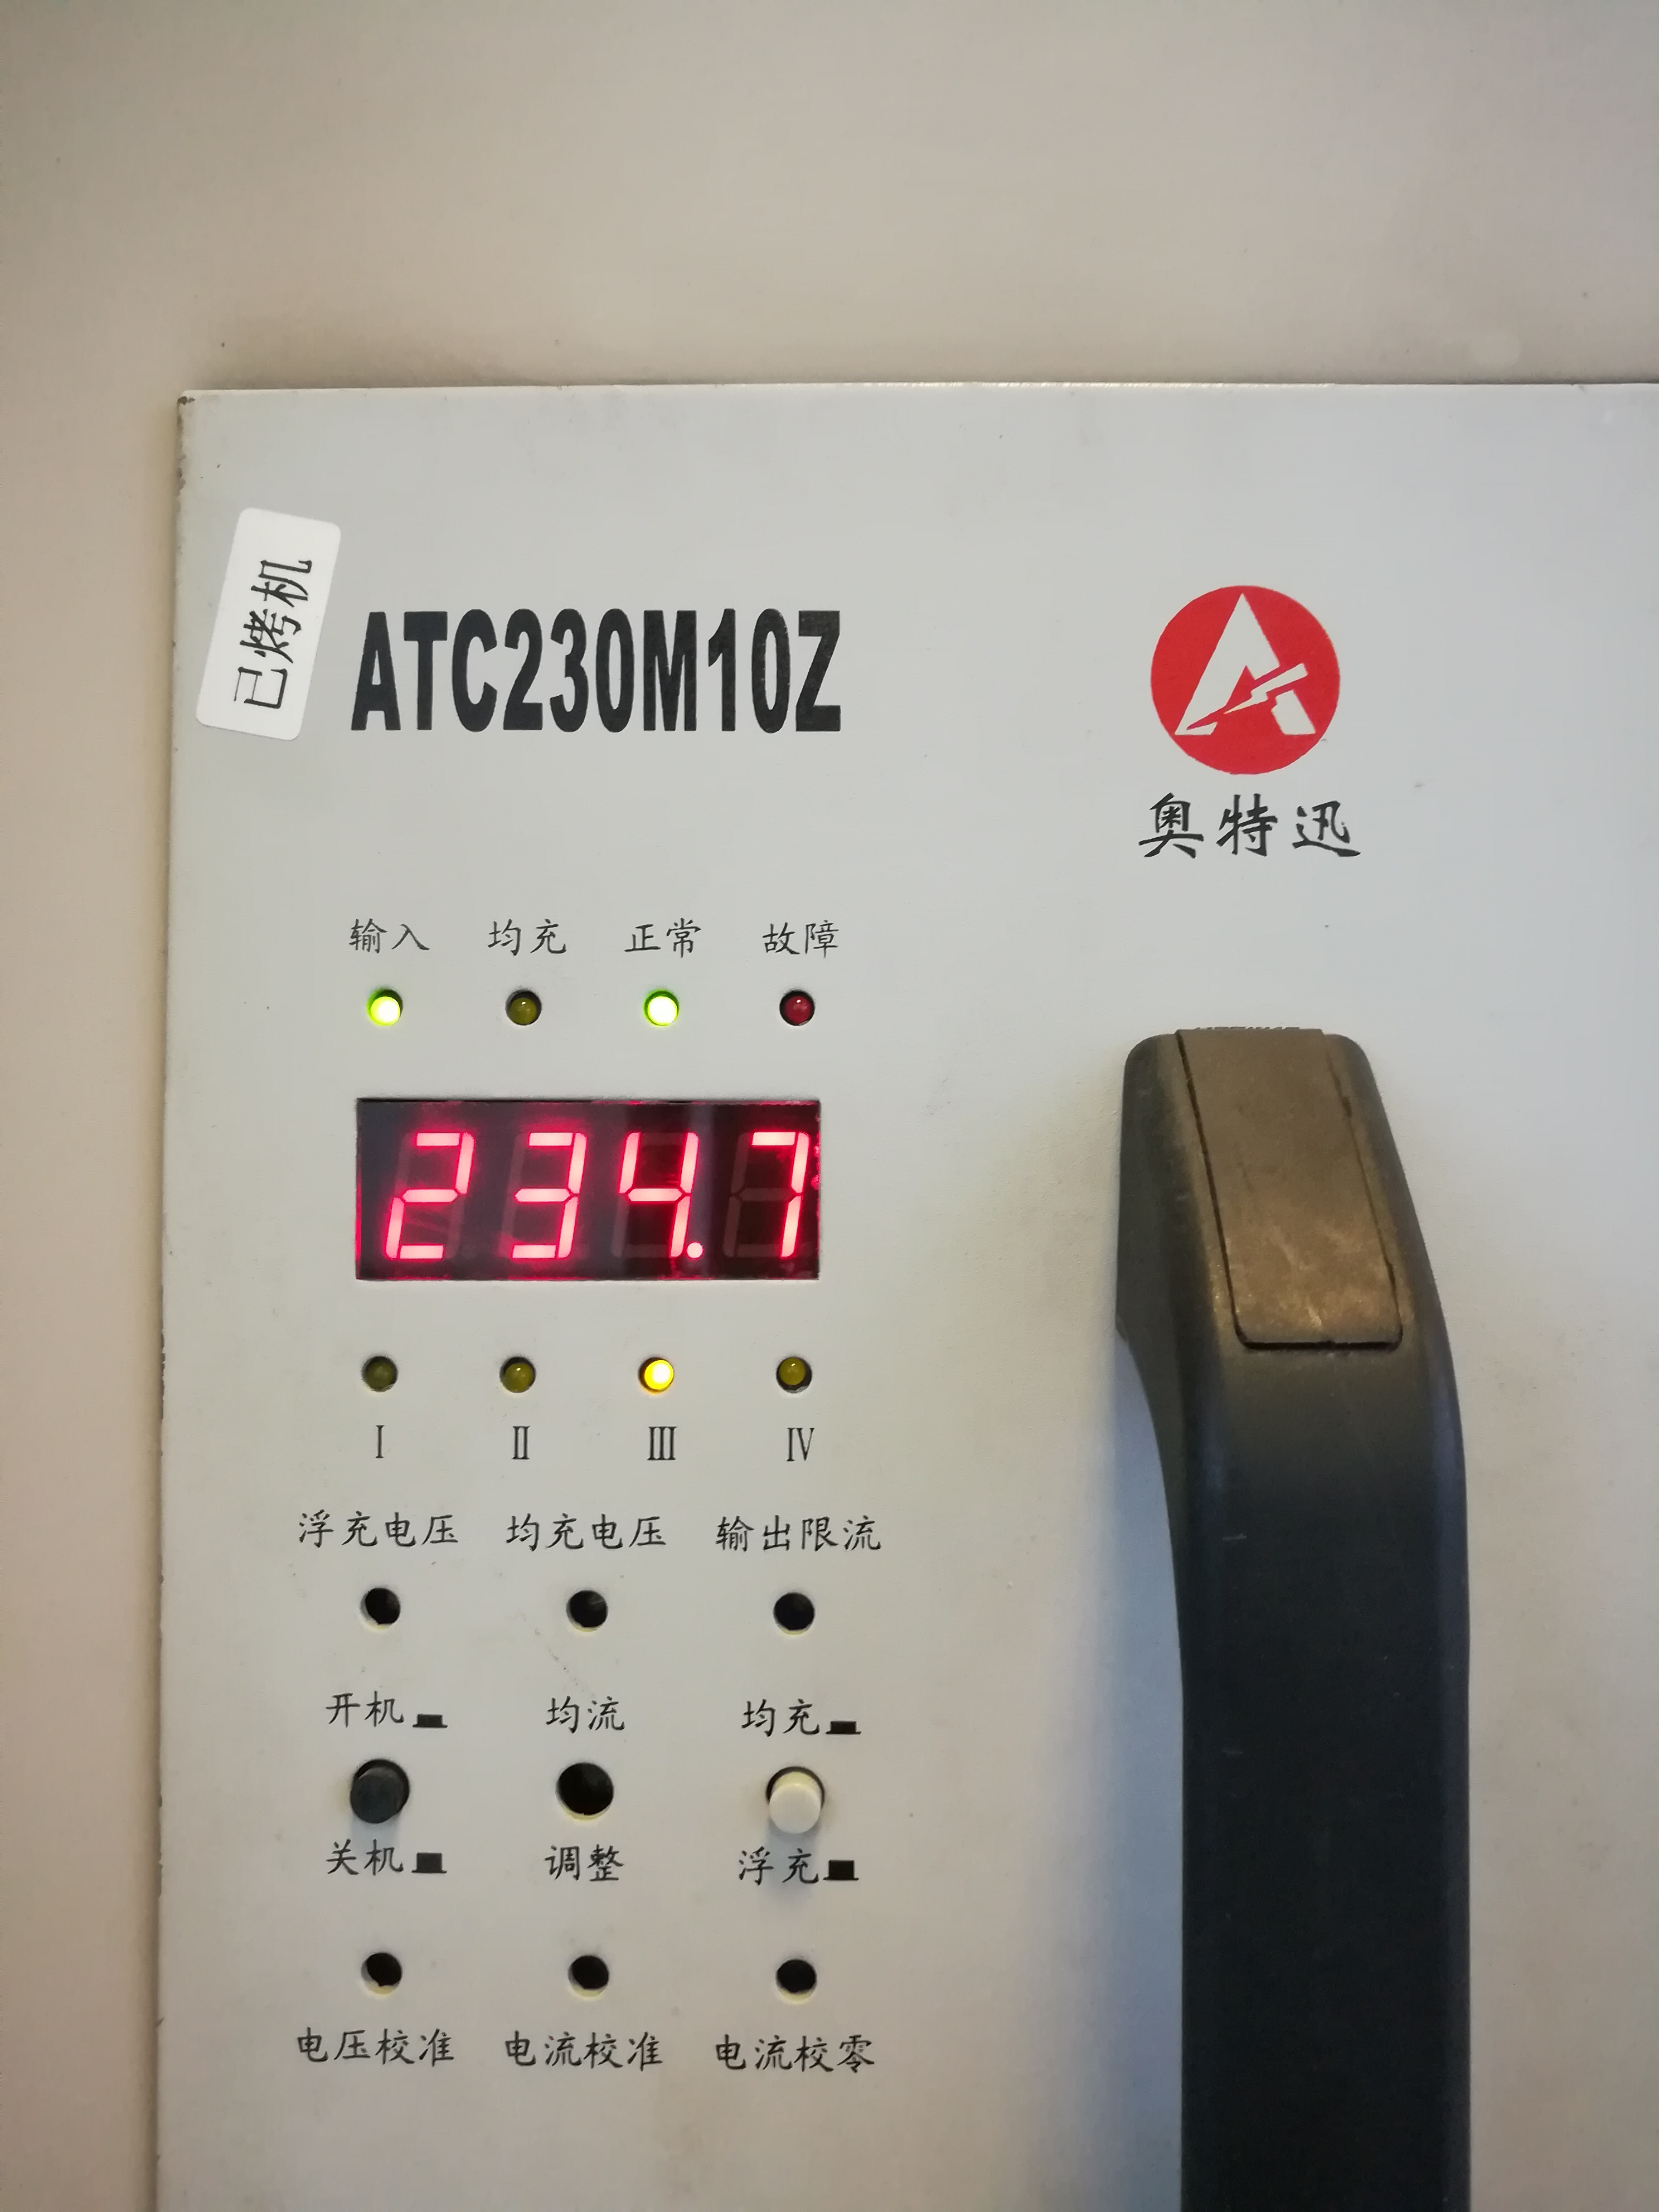 已烤机
ATC230M10Z
奥特迅
输入 均充 正常 故障
234.7
Ⅰ Ⅱ Ⅲ Ⅳ
浮充电压 均充电压 输出限流
开机 均流 均充
关机 调整 浮充
电压校准 电流校准 电流校零